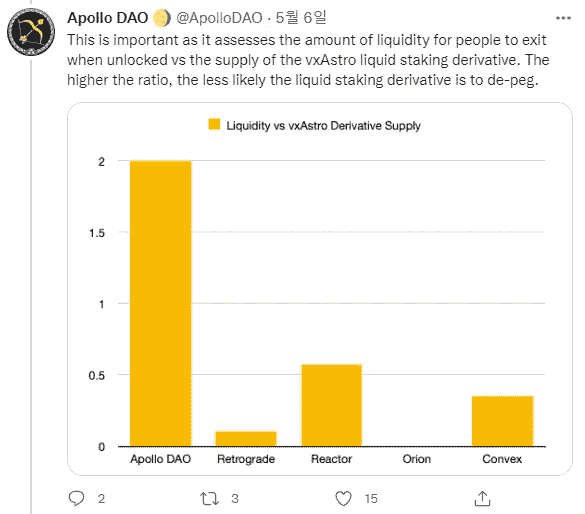 Apollo DAO @ApolloDAO · 5월 6일
This is important as it assesses the amount of liquidity for people to exit
when unlocked vs the supply of the vxAstro liquid staking derivative. The
higher the ratio, the less likely the liquid staking derivative is to de-peg.
Liquidity vs vxAstro Derivative Supply
2
1.5
1
0.5
0
Apollo DAO Retrograde Reactor Orion Convex
2 3 15